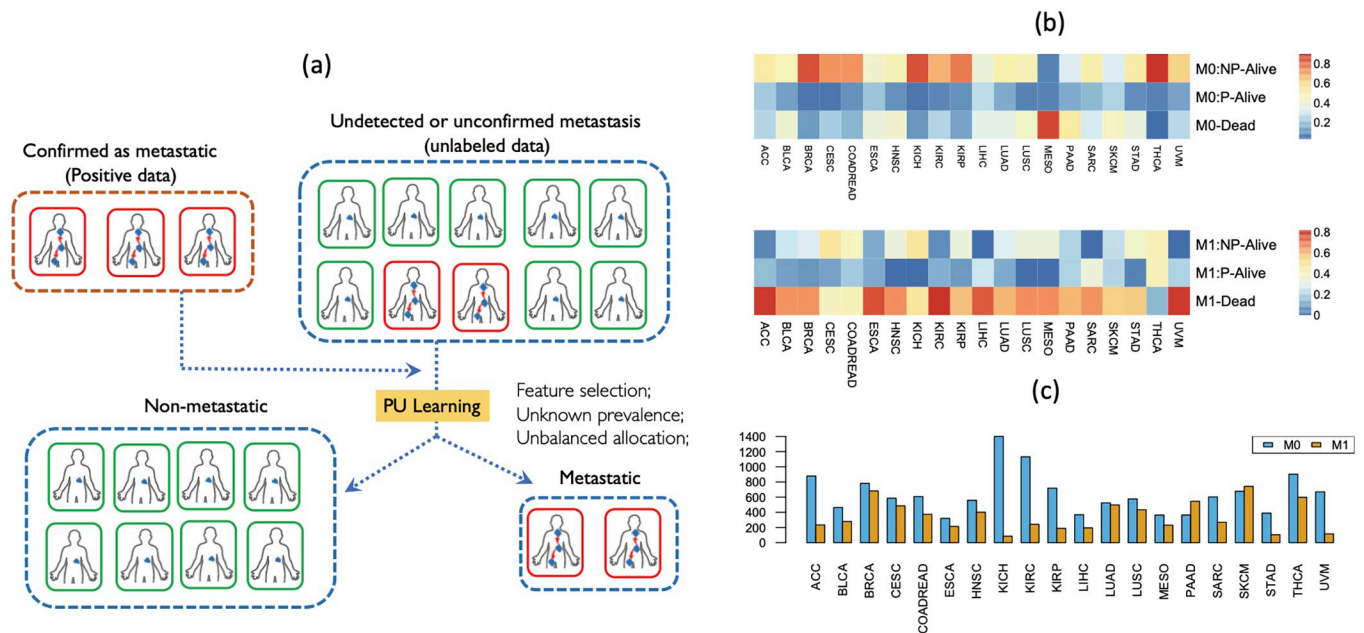 (a)
Confirmed as metastatic
(Positive data)
Undetected or unconfirmed metastasis
(unlabeled data)
PU Learning
Feature selection;
Unknown prevalence;
Unbalanced allocation;
Non-metastatic
Metastatic
(b)
M0:NP-Alive
M0:P-Alive
M0-Dead
0.8
0.6
0.4
0.2
ACC BLCA BRCA CESC COADREAD ESCA HNSC KICH KIRC KIRP LIHC LUAD LUSC MESO PAAD SARC SKCM STAD THCA UVM
M1:NP-Alive
M1:P-Alive
M1-Dead
0.8
0.6
0.4
0.2
0
ACC BLCA BRCA CESC COADREAD ESCA HNSC KICH KIRC KIRP LIHC LUAD LUSC MESO PAAD SARC SKCM STAD THCA UVM
(c)
M0 M1
1400
1200
1000
800
600
400
200
0
ACC BLCA BRCA CESC COADREAD ESCA HNSC KICH KIRC KIRP LIHC LUAD LUSC MESO PAAD SARC SKCM STAD THCA UVM